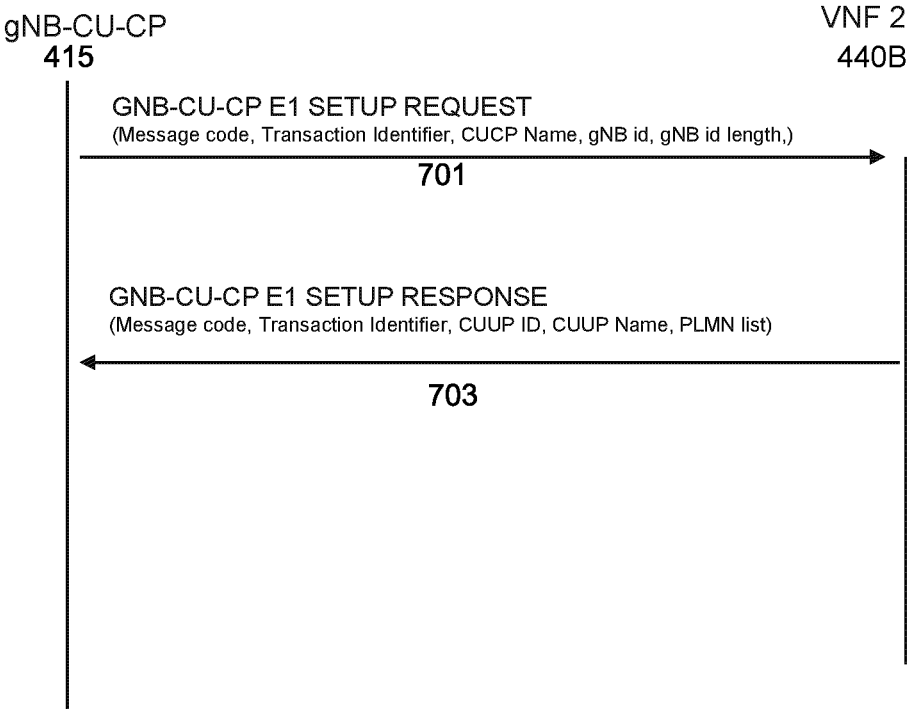 gNB-CU-CP
415
VNF 2
440B
GNB-CU-CP E1 SETUP REQUEST
(Message code, Transaction Identifier, CUCP Name, gNB id, gNB id length,)
701
GNB-CU-CP E1 SETUP RESPONSE
(Message code, Transaction Identifier, CUUP ID, CUUP Name, PLMN list)
703